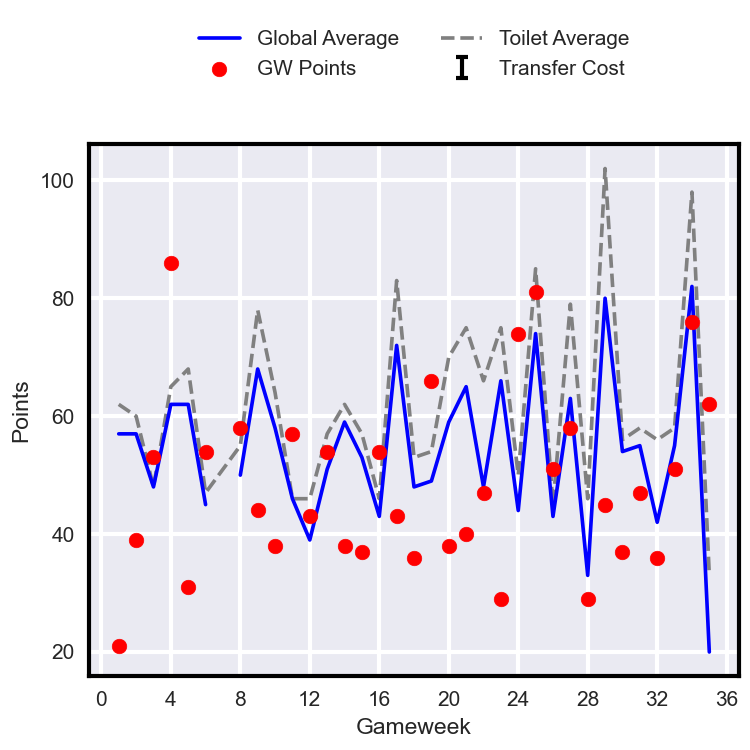 Global Average Toilet Average
GW Points Transfer Cost
100
80
60
40
20
Points
0 4 8 12 16 20 24 28 32 36
Gameweek